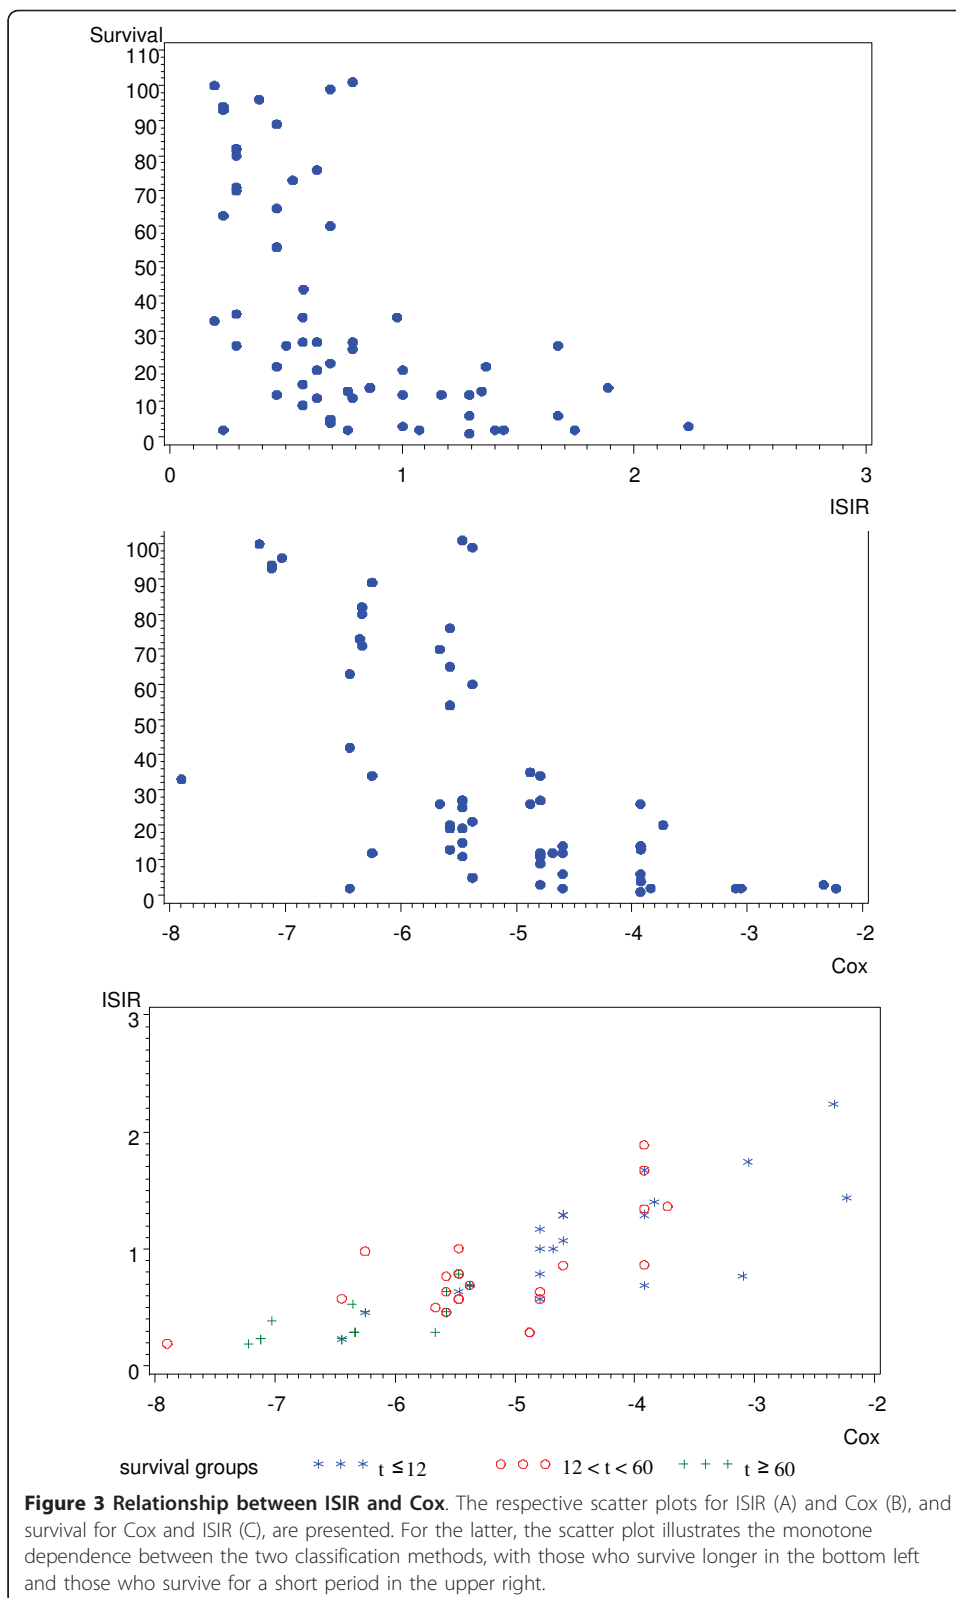 Survival
110
100
90
80
70
60
50
40
30
20
10
0
0 1 2 3
ISIR
100
90
80
70
60
50
40
30
20
10
0
-8 -7 -6 -5 -4 -3 -2
Cox
ISIR
3
2
1
0
-8 -7 -6 -5 -4 -3 -2
Cox
survival groups * * * t ≤ 12 ○ ○ ○ 12 < t < 60 + + + t ≥ 60
Figure 3 Relationship between ISIR and Cox. The respective scatter plots for ISIR (A) and Cox (B), and
survival for Cox and ISIR (C), are presented. For the latter, the scatter plot illustrates the monotone
dependence between the two classification methods, with those who survive longer in the bottom left
and those who survive for a short period in the upper right.